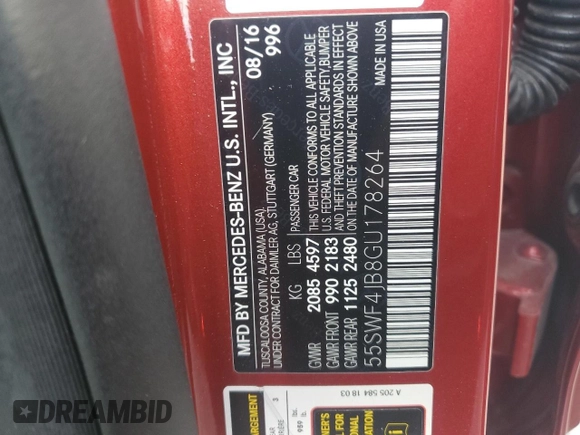 MFD BY MERCEDES-BENZ U.S. INTL., INC
TUSCALOOSA COUNTY, ALABAMA (USA),
UNDER CONTRACT FOR DAIMLER AG, STUTTGART (GERMANY)
08/16
996
KG LBS PASSENGER CAR
GVWR 2085 4597 THIS VEHICLE CONFORMS TO ALL APPLICABLE
GAWR FRONT 990 2183 U.S. FEDERAL MOTOR VEHICLE SAFETY, BUMPER
AND THEFT PREVENTION STANDARDS IN EFFECT
GAWR REAR 1125 2480 ON THE DATE OF MANUFACTURE SHOWN ABOVE
55SWF4JB8GU178264
MADE IN USA
A 205 584 18 03
3
lbs.
DREAMBID